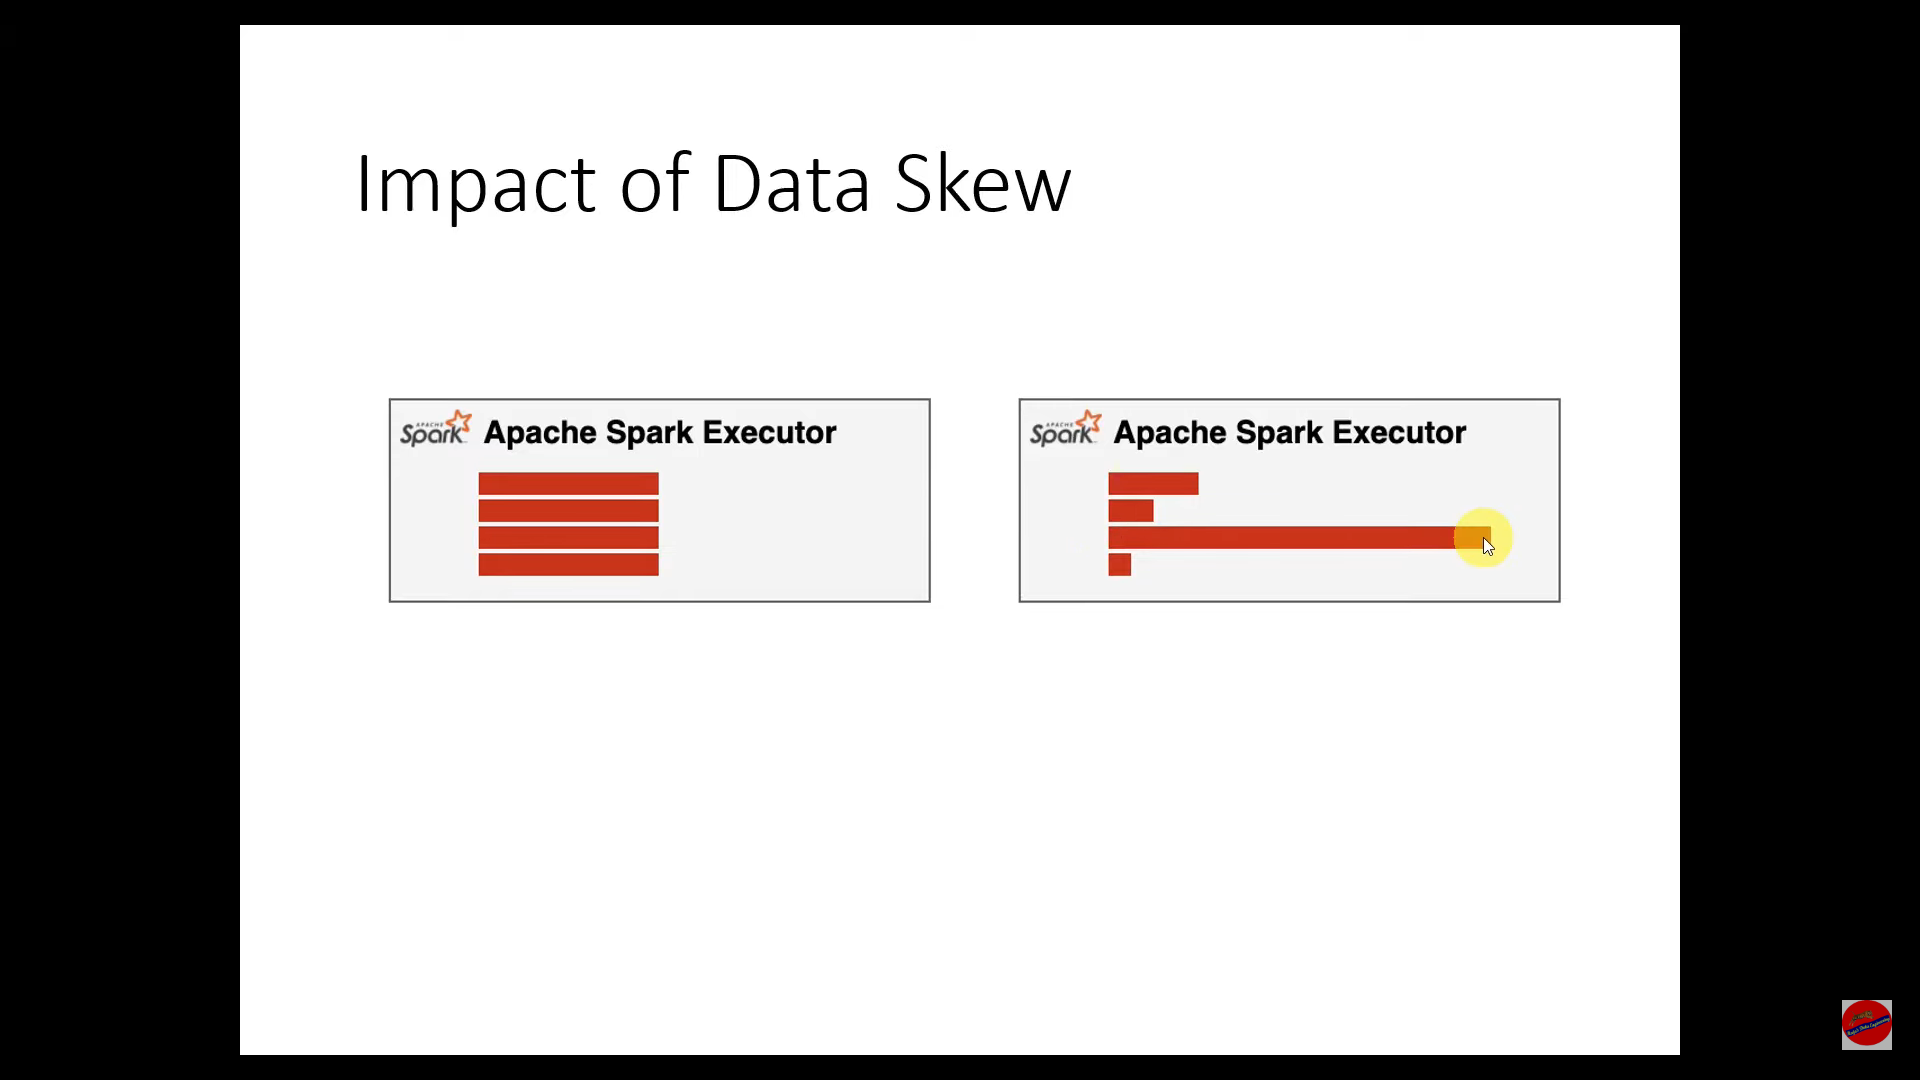 Impact of Data Skew
APACHE
Spark
Apache Spark Executor
APACHE
Spark
Apache Spark Executor